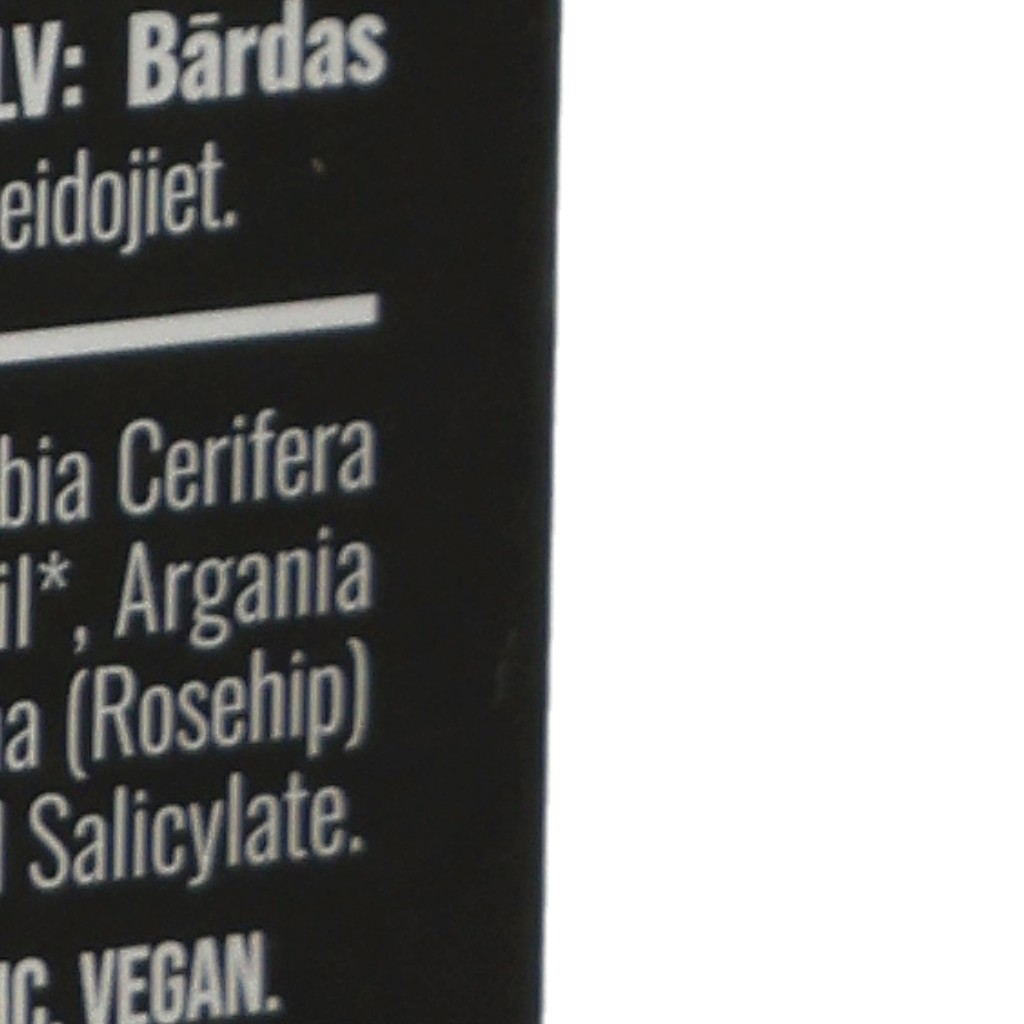 LV: Bārdas
eidojiet.
bia Cerifera
il*, Argania
a (Rosehip)
l Salicylate.
IC. VEGAN.